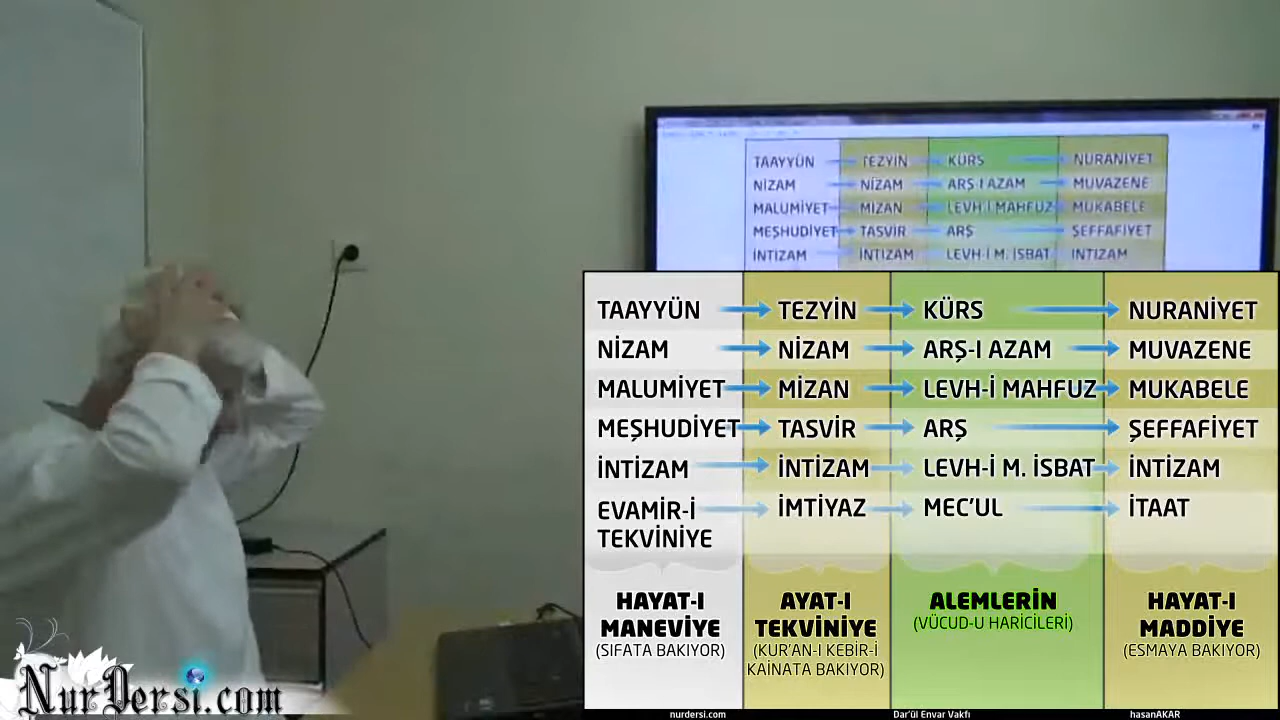 TAAYYÜN TEZYİN KÜRS NURANİYET
NİZAM NİZAM ARŞ-I AZAM MUVAZENE
MALUMİYET MİZAN LEVH-İ MAHFUZ MUKABELE
MEŞHUDİYET TASVİR ARŞ ŞEFFAFİYET
İNTİZAM İNTİZAM LEVH-İ M. İSBAT İNTİZAM
TAAYYÜN TEZYİN KÜRS NURANİYET
NİZAM NİZAM ARŞ-I AZAM MUVAZENE
MALUMİYET MİZAN LEVH-İ MAHFUZ MUKABELE
MEŞHUDİYET TASVİR ARŞ ŞEFFAFİYET
İNTİZAM İNTİZAM LEVH-İ M. İSBAT İNTİZAM
EVAMİR-İ İMTİYAZ MEC'UL İTAAT
TEKVİNİYE
HAYAT-I
MANEVİYE
(SIFATA BAKIYOR)
AYAT-I
TEKVİNİYE
(KUR'AN-I KEBİR-İ
KAİNATA BAKIYOR)
ALEMLERİN
(VÜCUD-U HARİCİLERİ)
HAYAT-I
MADDİYE
(ESMAYA BAKIYOR)
NurDersi.com
nurdersi.com Dar'ül Envar Vakfı hasanAKAR